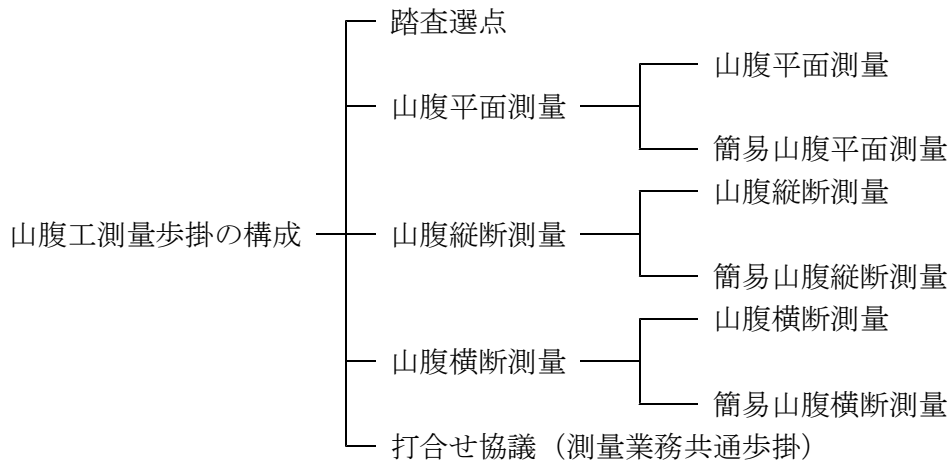 踏査選点
山腹平面測量
山腹平面測量
簡易山腹平面測量
山腹工測量歩掛の構成
山腹縦断測量
山腹縦断測量
簡易山腹縦断測量
山腹横断測量
山腹横断測量
簡易山腹横断測量
打合せ協議（測量業務共通歩掛）